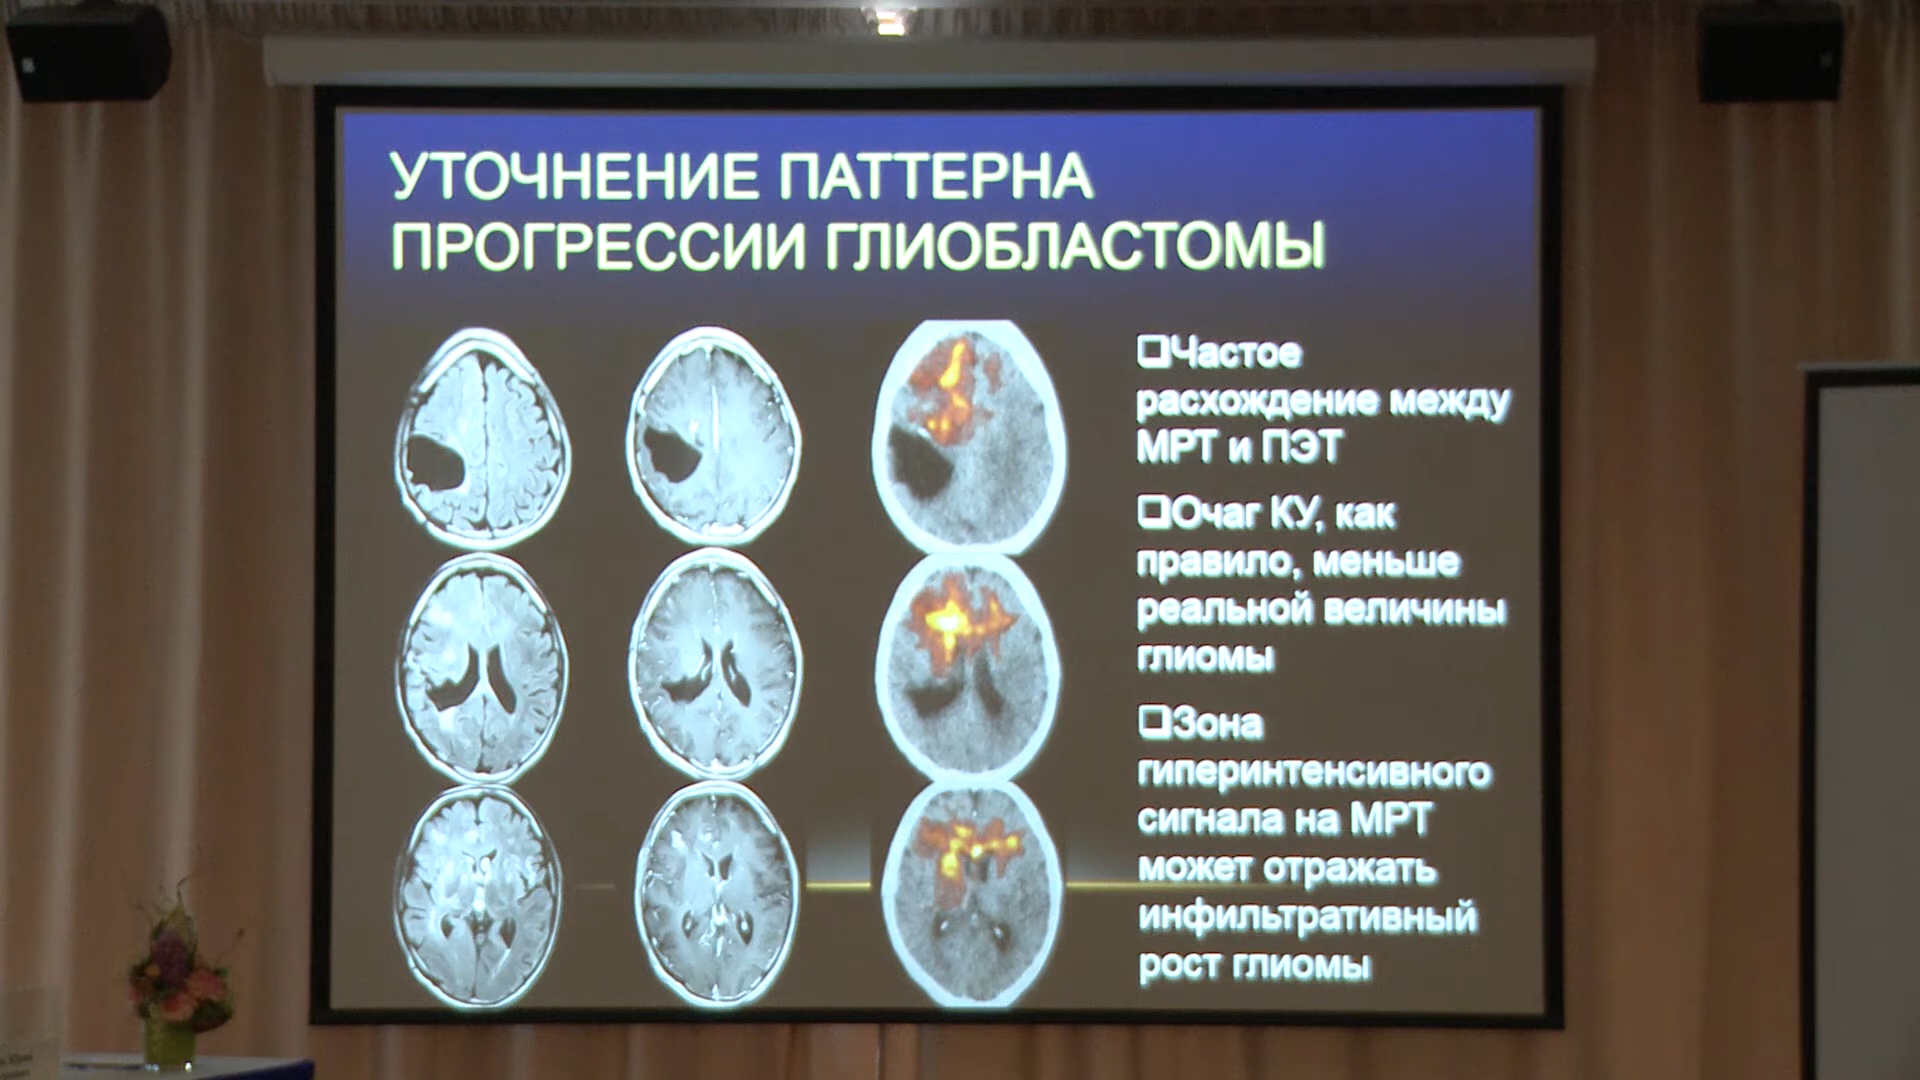 УТОЧНЕНИЕ ПАТТЕРНА
ПРОГРЕССИИ ГЛИОБЛАСТОМЫ
❑Частое
расхождение между
МРТ и ПЭТ
❑Очаг КУ, как
правило, меньше
реальной величины
глиомы
❑Зона
гиперинтенсивного
сигнала на МРТ
может отражать
инфильтративный
рост глиомы